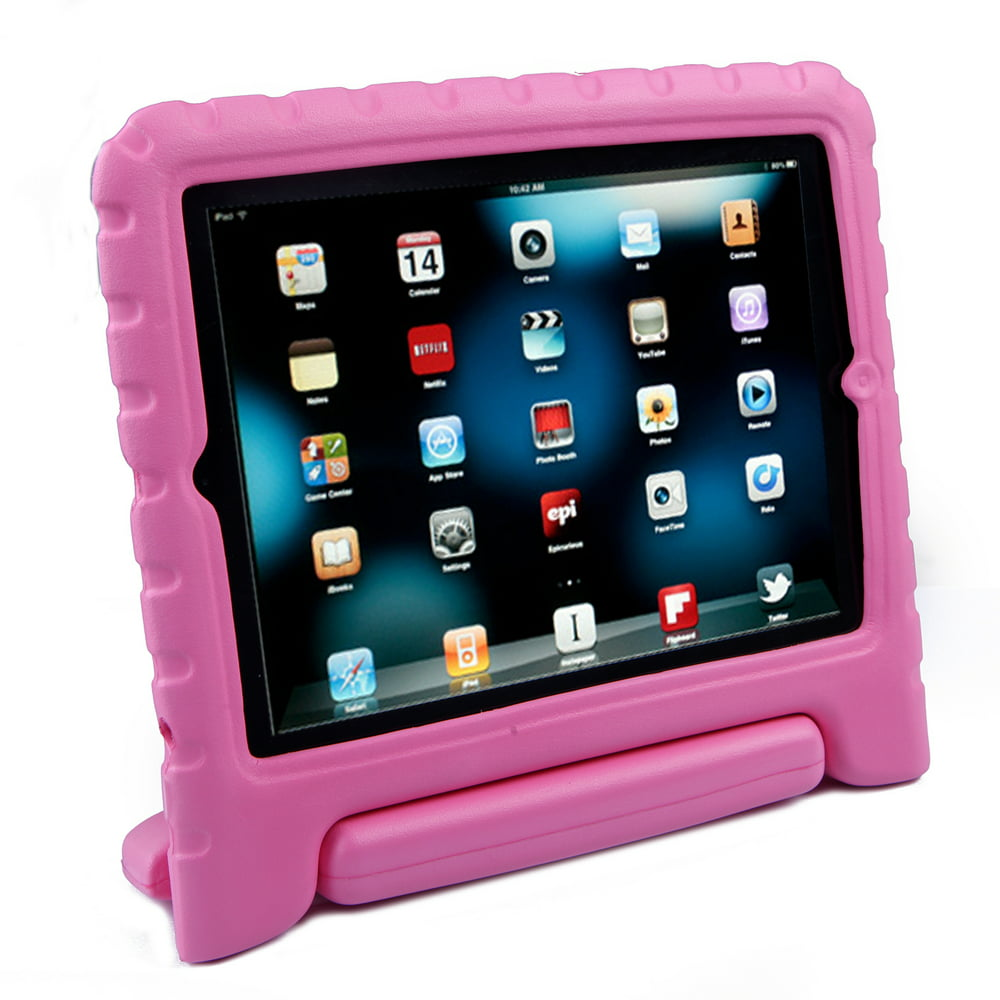 iPad
10:42 AM
80%
Maps
Monday
14
Calendar
Camera
Mail
Contacts
Notes
NETFLIX
Netflix
Videos
YouTube
iTunes
Game Center
App Store
Photo Booth
Photos
Remote
iBooks
Settings
epi
Epicurious
FaceTime
Rdio
Safari
iPod
I
Instapaper
Flipboard
Twitter